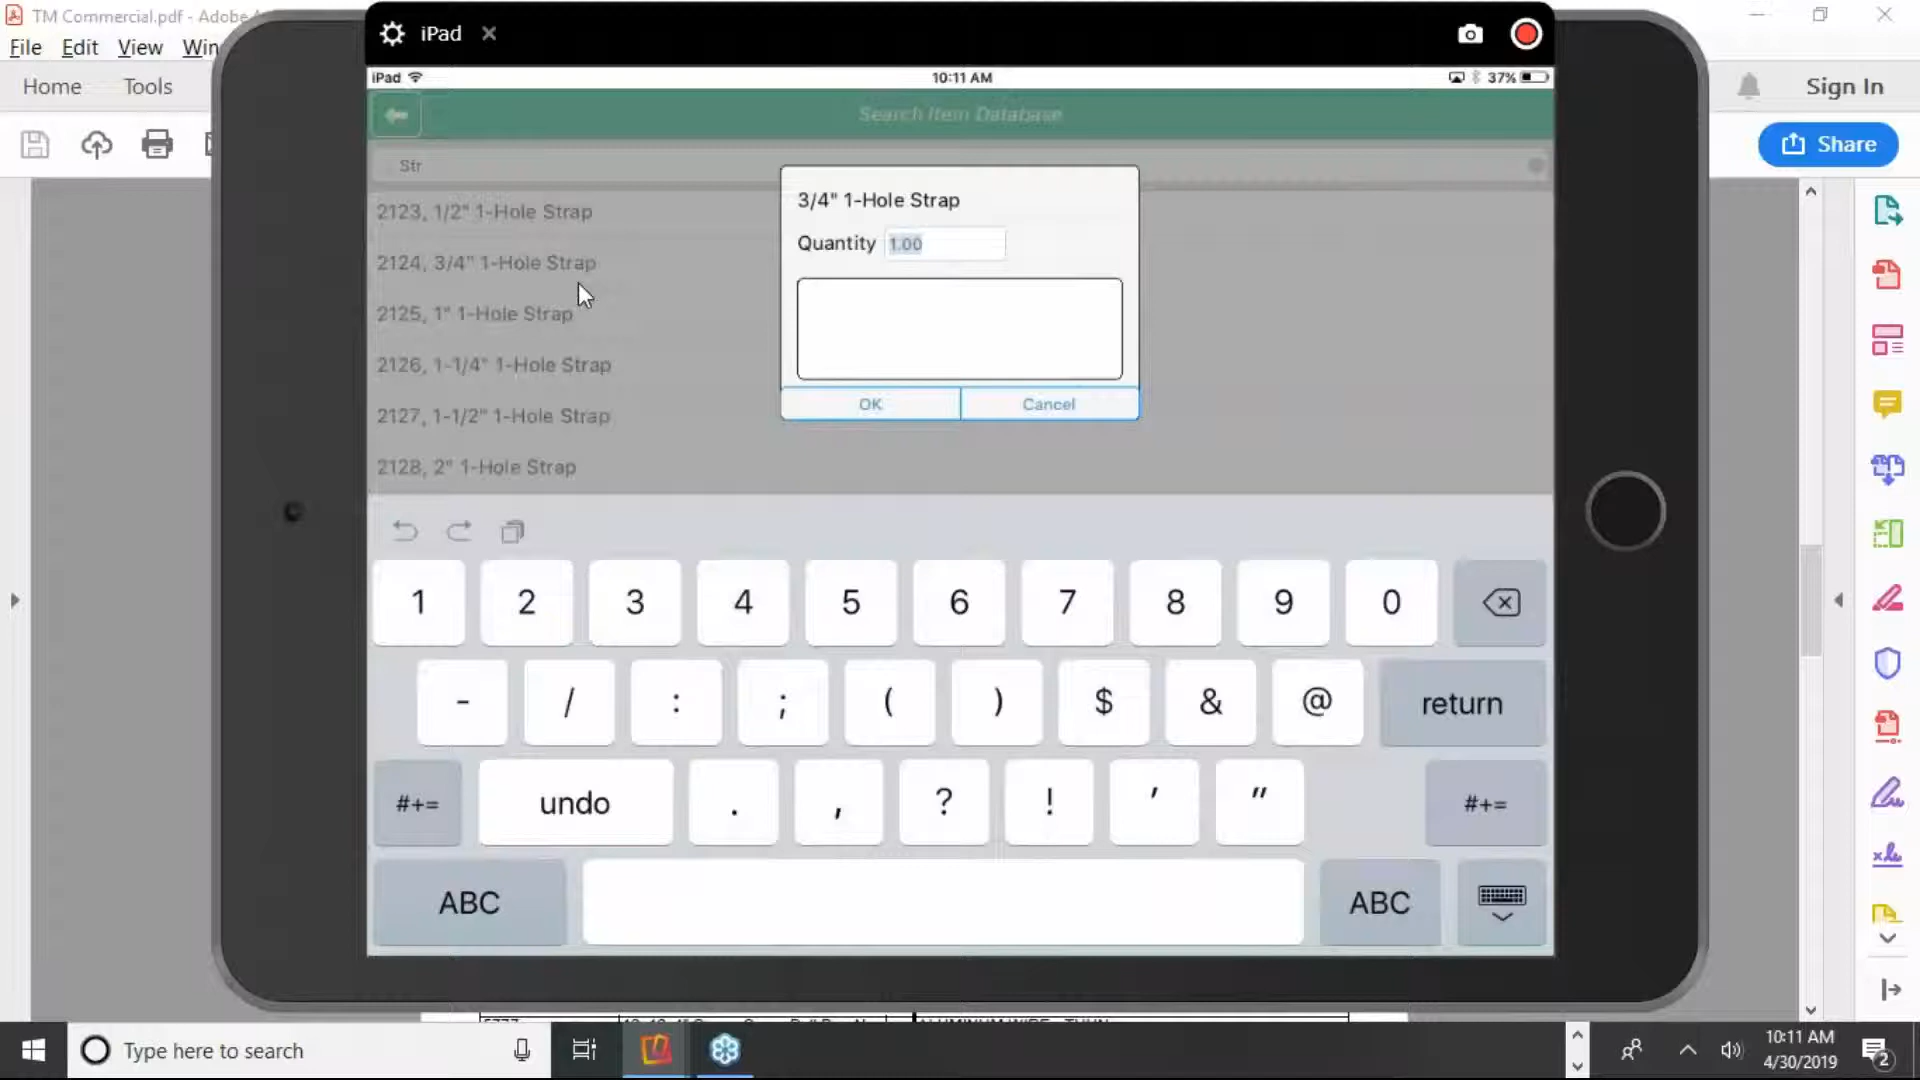 TM Commercial.pdf - Adobe
File Edit View Win
Home Tools
Sign In
Share
iPad
iPad 10:11 AM 37%
Search Item Database
Str
2123, 1/2" 1-Hole Strap
2124, 3/4" 1-Hole Strap
2125, 1" 1-Hole Strap
2126, 1-1/4" 1-Hole Strap
2127, 1-1/2" 1-Hole Strap
2128, 2" 1-Hole Strap
3/4" 1-Hole Strap
Quantity 1.00
OK Cancel
1 2 3 4 5 6 7 8 9 0
- / : ; ( ) $ & @ return
#+= undo . , ? ! ' " #+=
ABC ABC
Type here to search
10:11 AM
4/30/2019
2